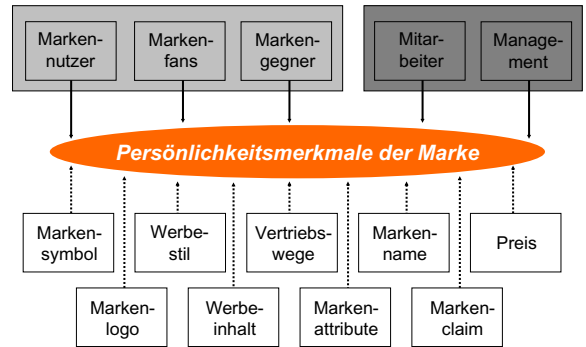 Marken-
nutzer
Marken-
fans
Marken-
gegner
Mitar-
beiter
Manage-
ment
Persönlichkeitsmerkmale der Marke
Marken-
symbol
Werbe-
stil
Vertriebs-
wege
Marken-
name
Preis
Marken-
logo
Werbe-
inhalt
Marken-
attribute
Marken-
claim